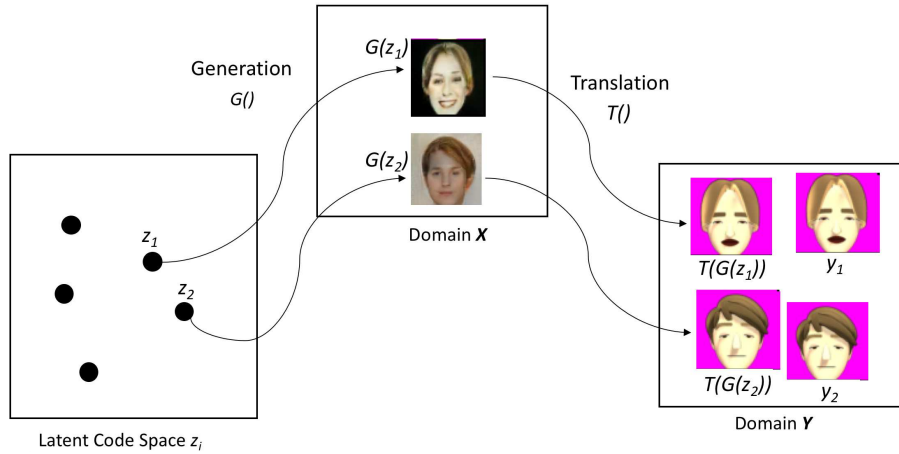 Generation
G()
G(z₁)
G(z₂)
Domain X
Translation
T()
z₁
z₂
Latent Code Space zᵢ
T(G(z₁))
y₁
T(G(z₂))
y₂
Domain Y